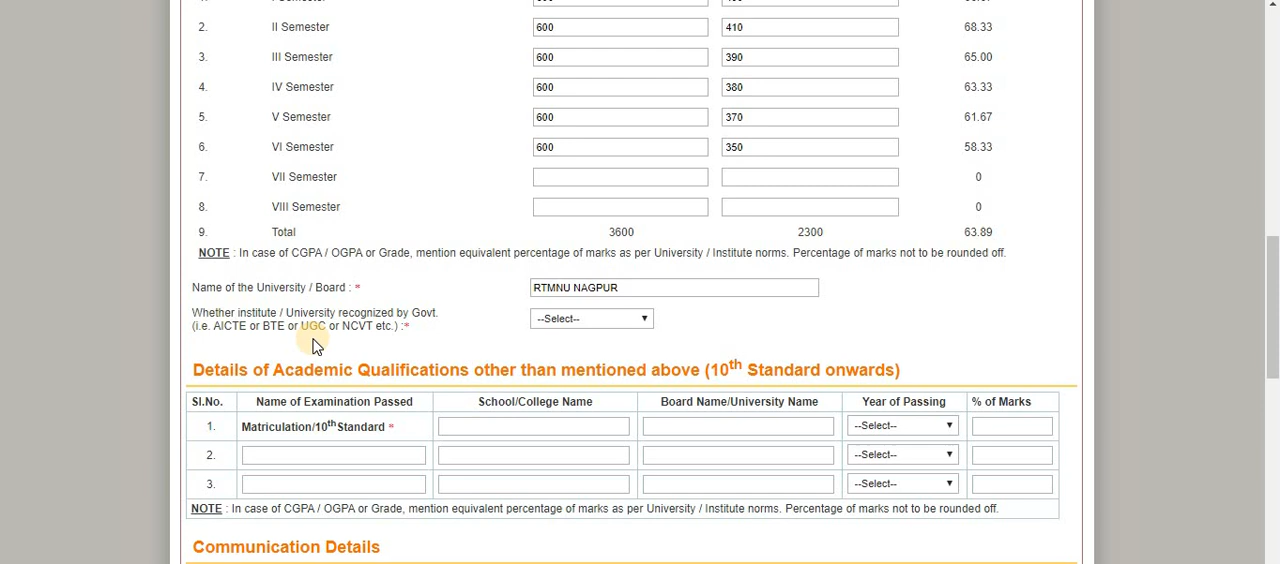 2. II Semester 600 410 68.33
3. III Semester 600 390 65.00
4. IV Semester 600 380 63.33
5. V Semester 600 370 61.67
6. VI Semester 600 350 58.33
7. VII Semester 0
8. VIII Semester 0
9. Total 3600 2300 63.89
NOTE : In case of CGPA / OGPA or Grade, mention equivalent percentage of marks as per University / Institute norms. Percentage of marks not to be rounded off.
Name of the University / Board : * RTMNU NAGPUR
Whether institute / University recognized by Govt.
(i.e. AICTE or BTE or UGC or NCVT etc.) :* --Select--
Details of Academic Qualifications other than mentioned above (10th Standard onwards)
Sl.No. Name of Examination Passed School/College Name Board Name/University Name Year of Passing % of Marks
1. Matriculation/10th Standard * --Select--
2. --Select--
3. --Select--
NOTE : In case of CGPA / OGPA or Grade, mention equivalent percentage of marks as per University / Institute norms. Percentage of marks not to be rounded off.
Communication Details